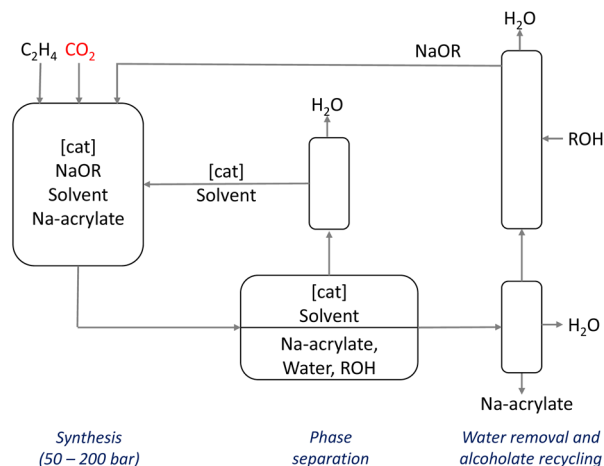 H₂O
C₂H₄ CO₂
NaOR
H₂O
ROH
[cat]
NaOR
Solvent
Na-acrylate
[cat]
Solvent
[cat]
Solvent
Na-acrylate,
Water, ROH
H₂O
Na-acrylate
Synthesis
(50 – 200 bar)
Phase
separation
Water removal and
alcoholate recycling